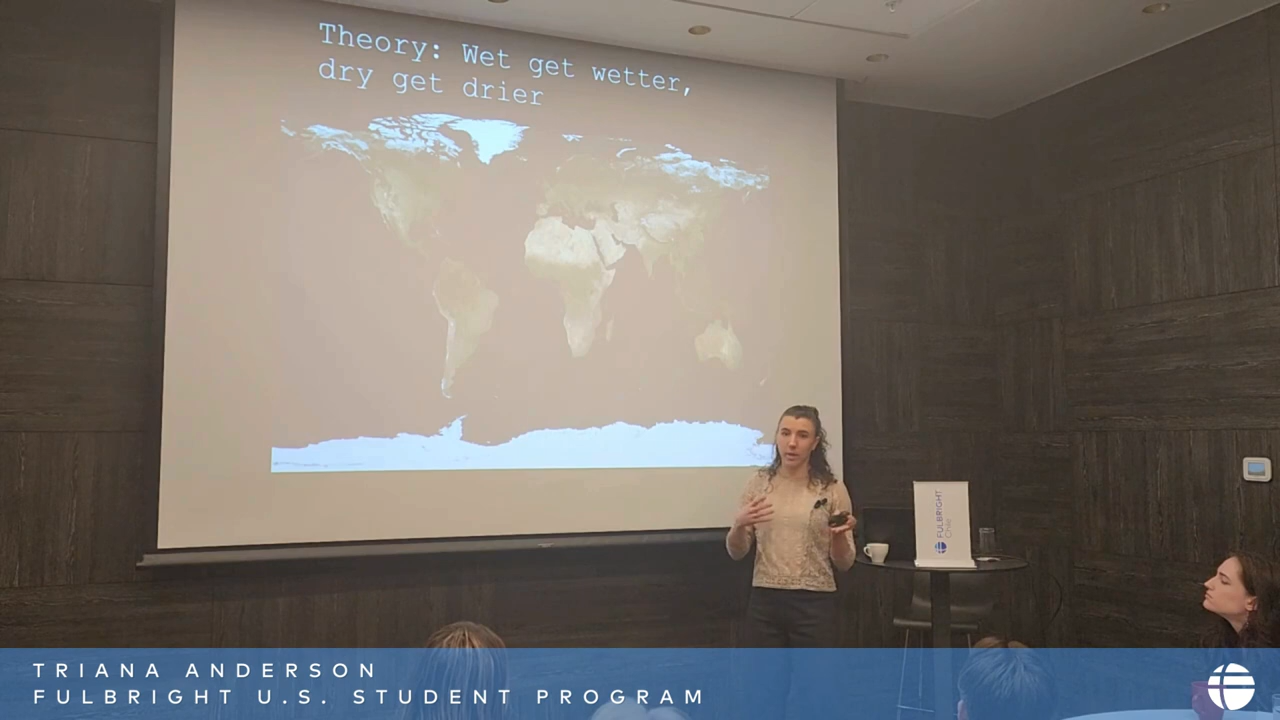 Theory: Wet get wetter,
dry get drier
FULBRIGHT
Chile
TRIANA ANDERSON
FULBRIGHT U.S. STUDENT PROGRAM